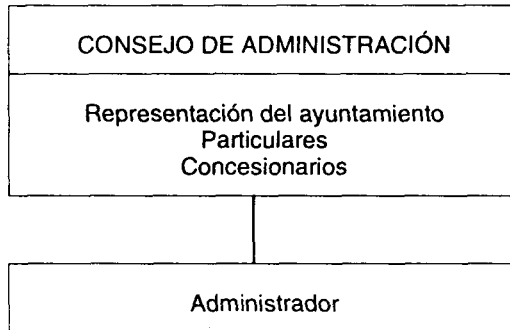 CONSEJO DE ADMINISTRACIÓN
Representación del ayuntamiento
Particulares
Concesionarios
Administrador